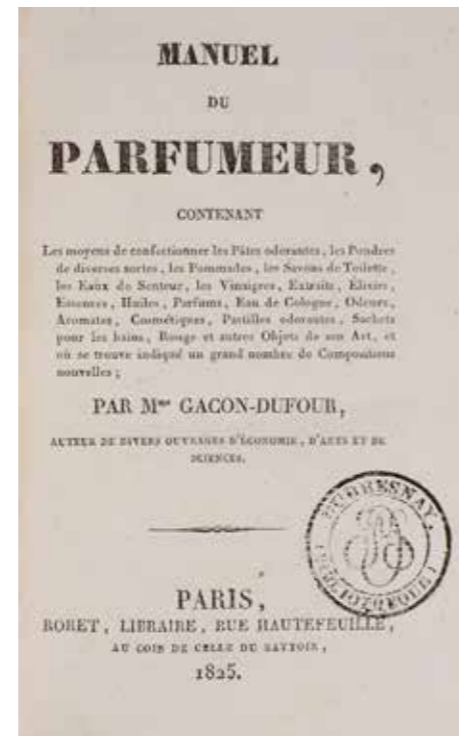 MANUEL
DU
PARFUMEUR,
CONTENANT
Les moyens de confectionner les Pâtes odorantes, les Poudres
de diverses sortes, les Pommades, les Savons de Toilette,
les Eaux de Senteur, les Vinaigres, Extraits, Elixirs,
Essences, Huiles, Parfums, Eau de Cologne, Odeurs,
Aromates, Cosmétiques, Pastilles odorantes, Sachets
pour les bains, Rouge et autres Objets de son Art, et
où se trouve indiqué un grand nombre de Compositions
nouvelles;
PAR Mme GACON-DUFOUR,
AUTEUR DE DIVERS OUVRAGES D'ÉCONOMIE, D'ARTS ET DE
SCIENCES.
DUBRESNAY,
BIBLIOTHEQUE
PARIS,
RORET, LIBRAIRE, RUE HAUTEFEUILLE,
AU COIN DE CELLE DU BATTOIR,
1825.